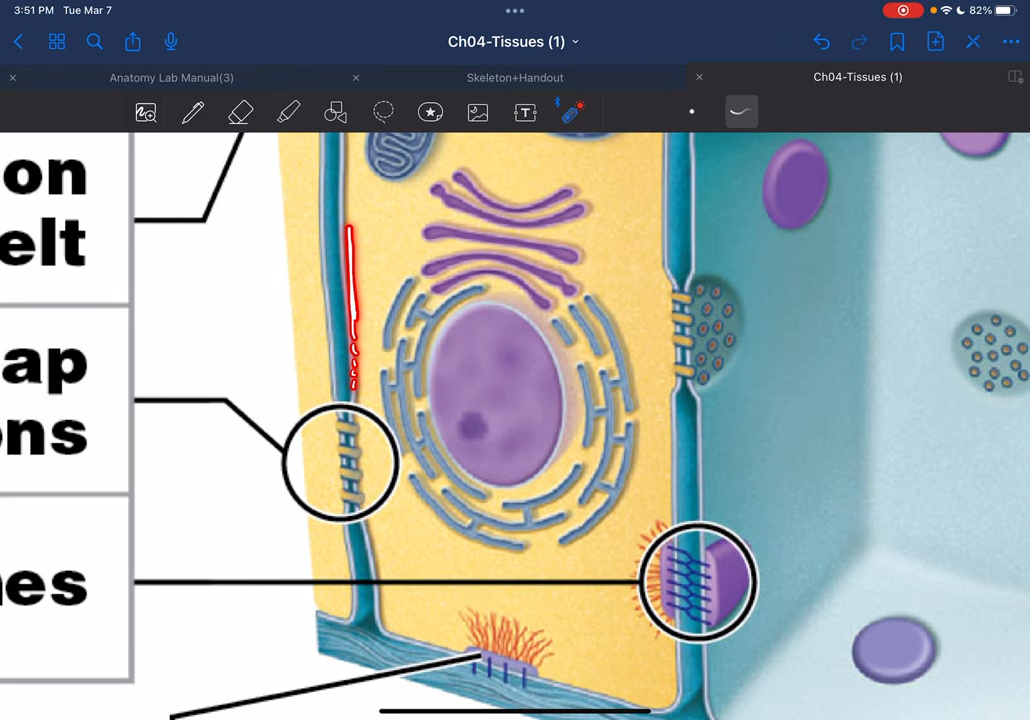 3:51 PM Tue Mar 7
82%
Ch04-Tissues (1)
Anatomy Lab Manual(3)
Skeleton+Handout
Ch04-Tissues (1)
T
on
elt
ap
ons
es